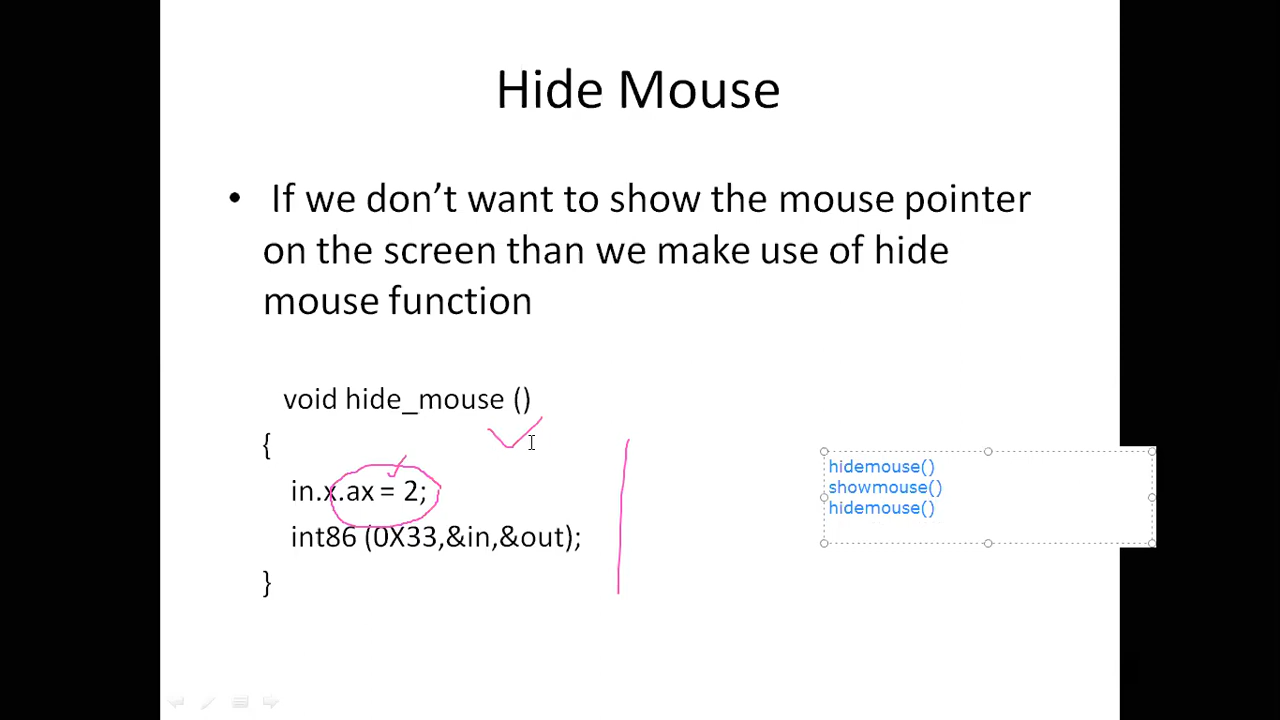 Hide Mouse
• If we don’t want to show the mouse pointer
on the screen than we make use of hide
mouse function
void hide_mouse ()
{
in.x.ax = 2;
int86 (0X33,&in,&out);
}
hidemouse()
showmouse()
hidemouse()